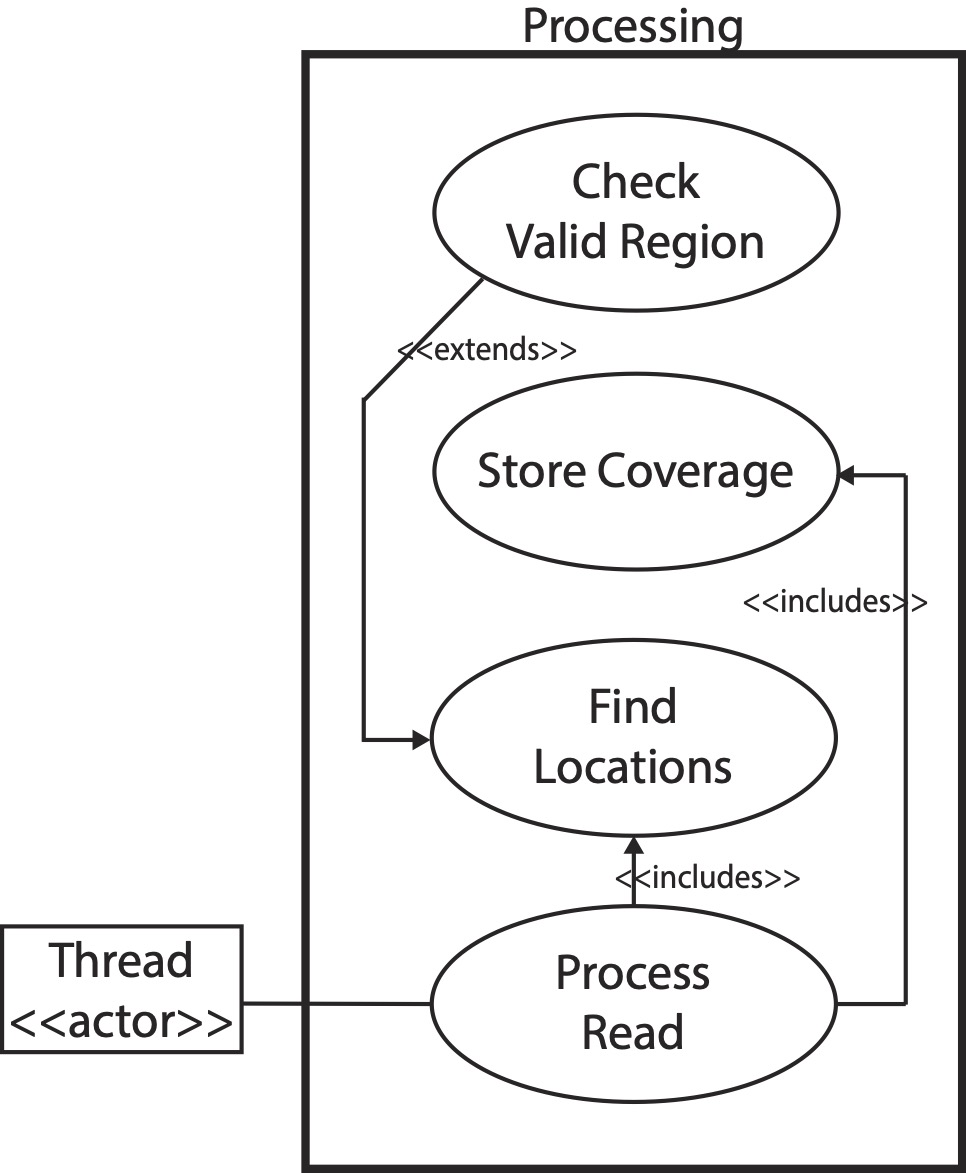 Processing
Check
Valid Region
<<extends>>
Store Coverage
<<includes>>
Find
Locations
<<includes>>
Process
Read
Thread
<<actor>>